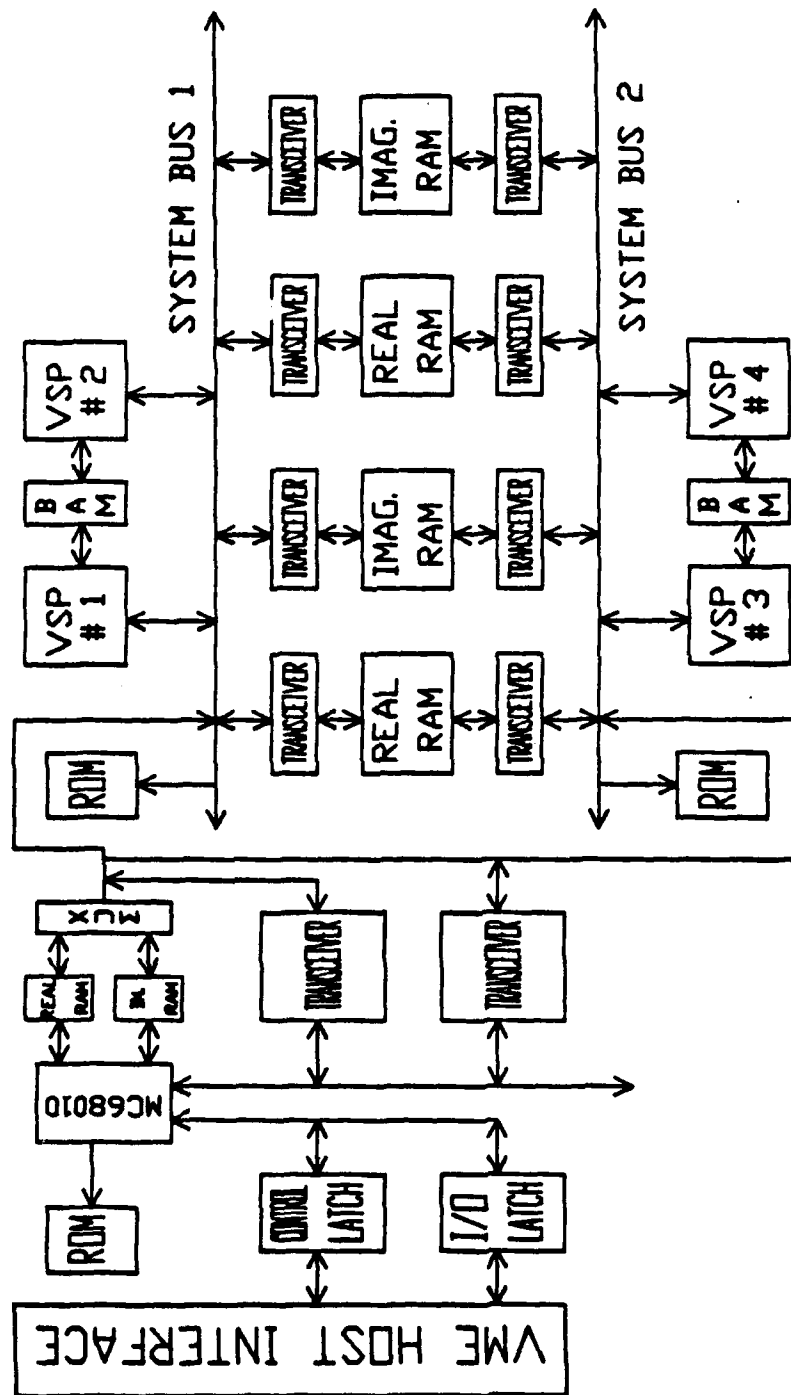 VME HOST INTERFACE
ROM
MC68010
REAL
RAM
RAM
MUX
CONTROL
LATCH
I/O
LATCH
TRANSCEIVER
TRANSCEIVER
ROM
VSP
#1
BAM
VSP
#2
SYSTEM BUS 1
TRANSCEIVER
TRANSCEIVER
TRANSCEIVER
TRANSCEIVER
REAL
RAM
IMAG.
RAM
REAL
RAM
IMAG.
RAM
TRANSCEIVER
TRANSCEIVER
TRANSCEIVER
TRANSCEIVER
SYSTEM BUS 2
ROM
VSP
#3
BAM
VSP
#4